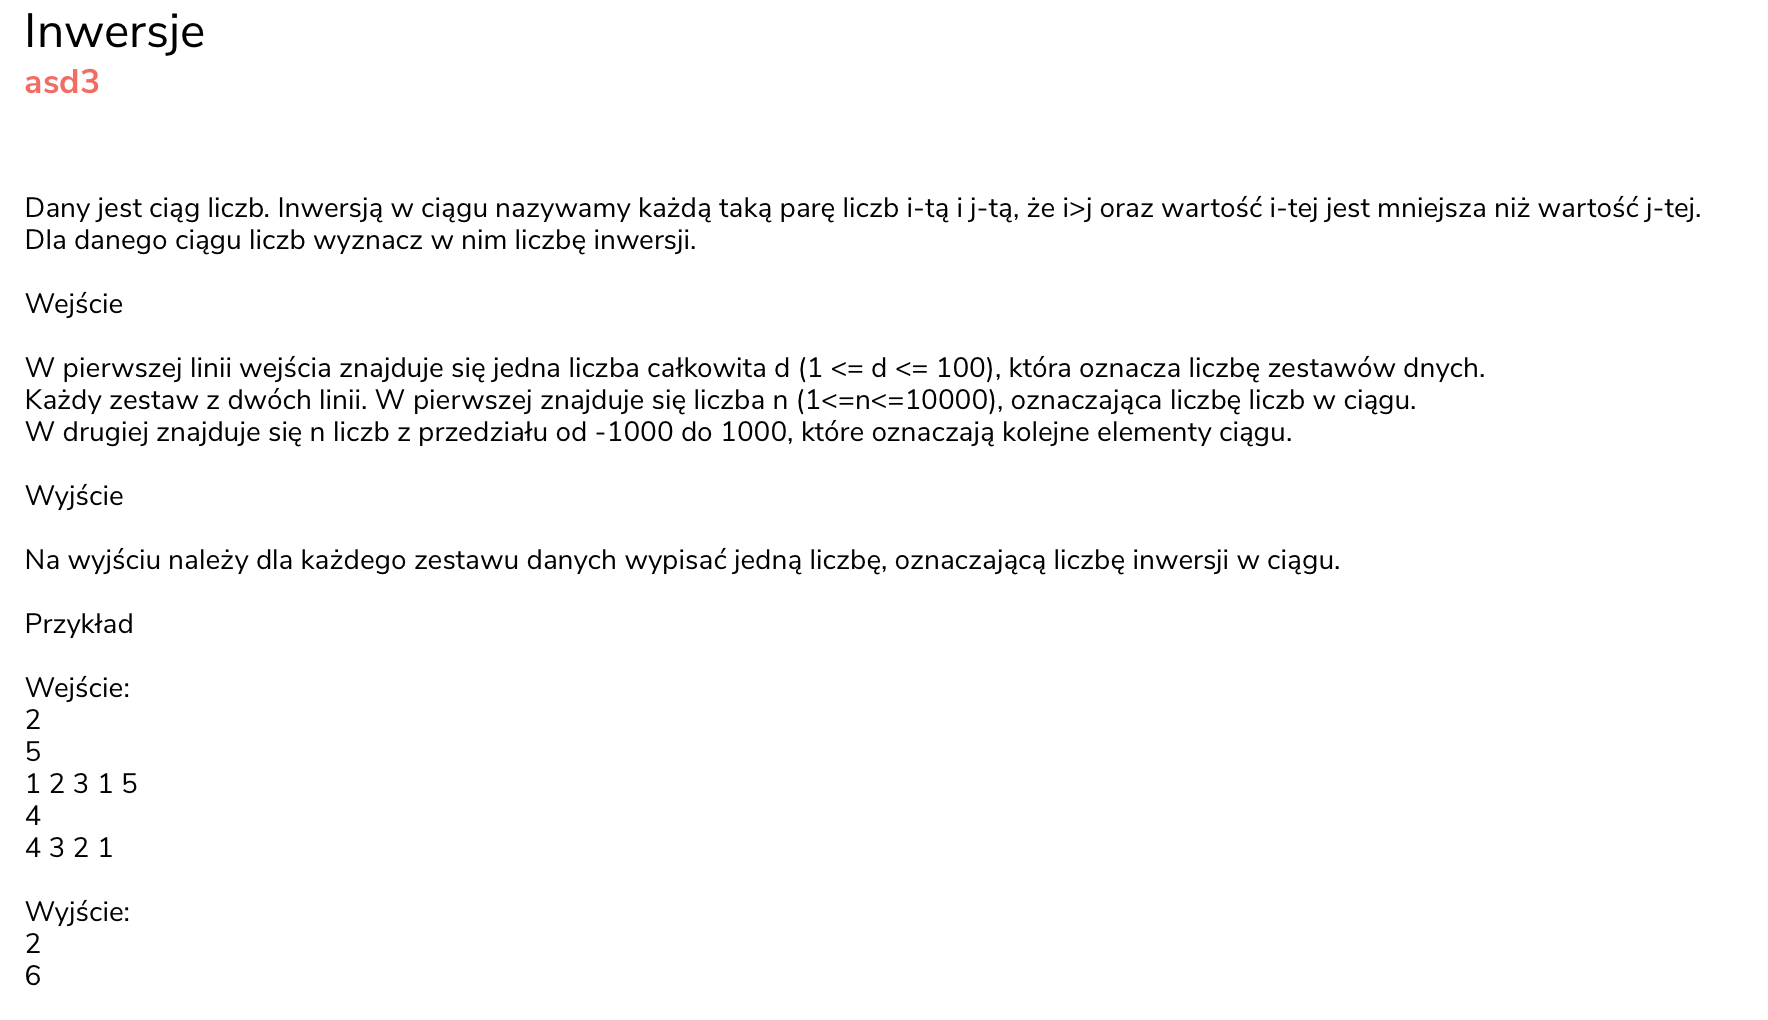 Inwersje
asd3
Dany jest ciąg liczb. Inwersją w ciągu nazywamy każdą taką parę liczb i-tą i j-tą, że i>j oraz wartość i-tej jest mniejsza niż wartość j-tej.
Dla danego ciągu liczb wyznacz w nim liczbę inwersji.
Wejście
W pierwszej linii wejścia znajduje się jedna liczba całkowita d (1 <= d <= 100), która oznacza liczbę zestawów dnych.
Każdy zestaw z dwóch linii. W pierwszej znajduje się liczba n (1<=n<=10000), oznaczająca liczbę liczb w ciągu.
W drugiej znajduje się n liczb z przedziału od -1000 do 1000, które oznaczają kolejne elementy ciągu.
Wyjście
Na wyjściu należy dla każdego zestawu danych wypisać jedną liczbę, oznaczającą liczbę inwersji w ciągu.
Przykład
Wejście:
2
5
1 2 3 1 5
4
4 3 2 1
Wyjście:
2
6